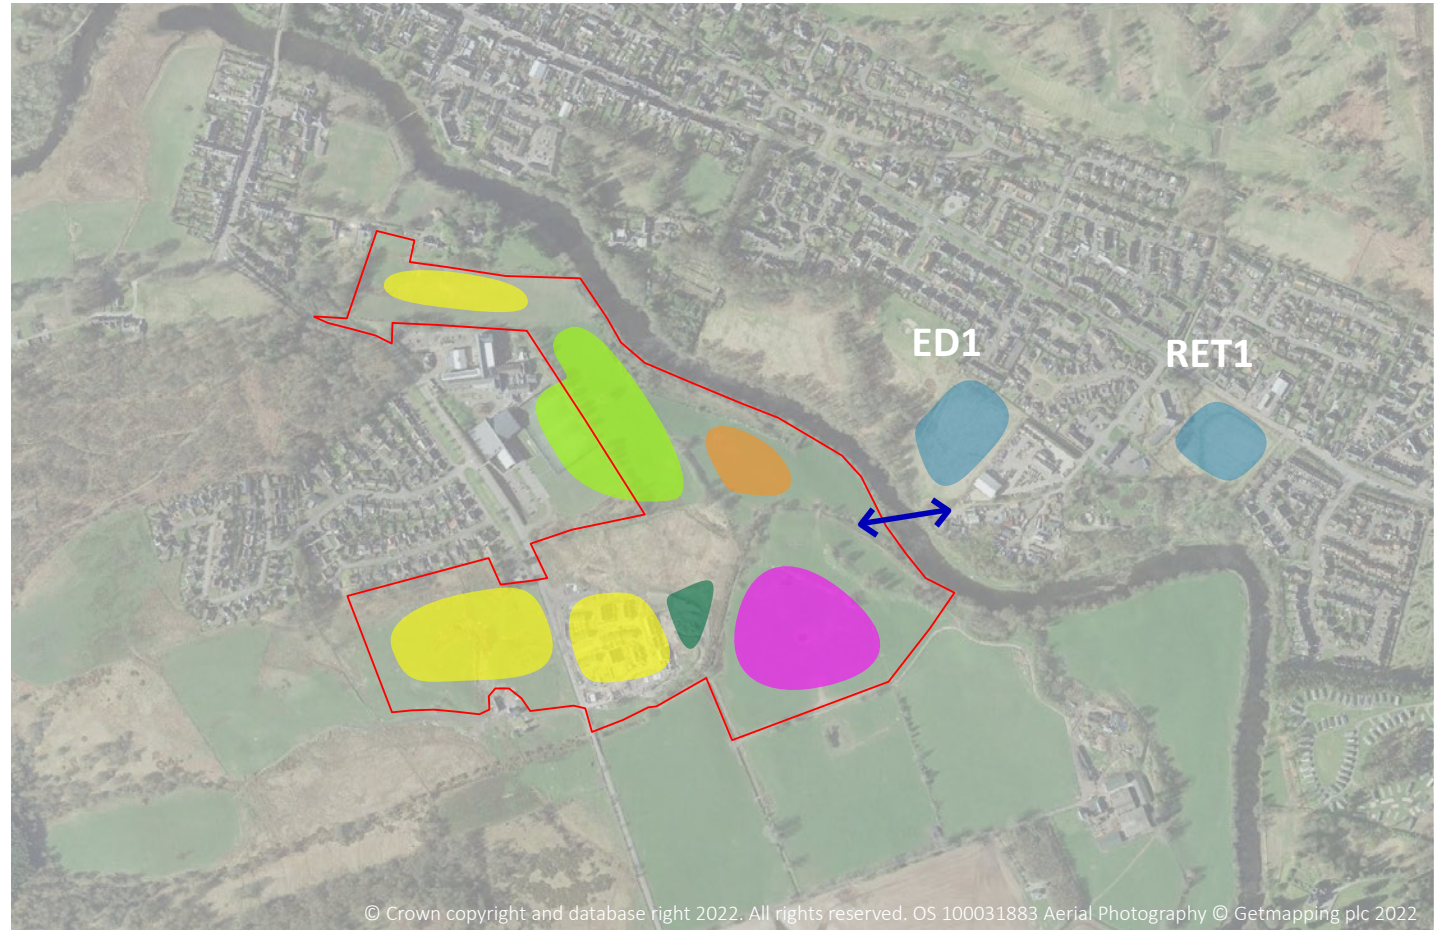 ED1
RET1
© Crown copyright and database right 2022. All rights reserved. OS 100031883 Aerial Photography © Getmapping plc 2022